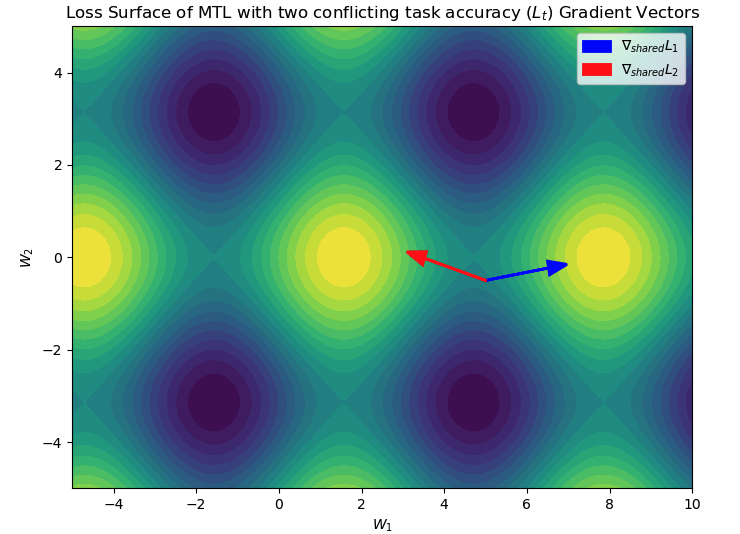 Loss Surface of MTL with two conflicting task accuracy (L_t) Gradient Vectors
∇_shared L_1
∇_shared L_2
4
2
0
−2
−4
W_2
−4 −2 0 2 4 6 8 10
W_1